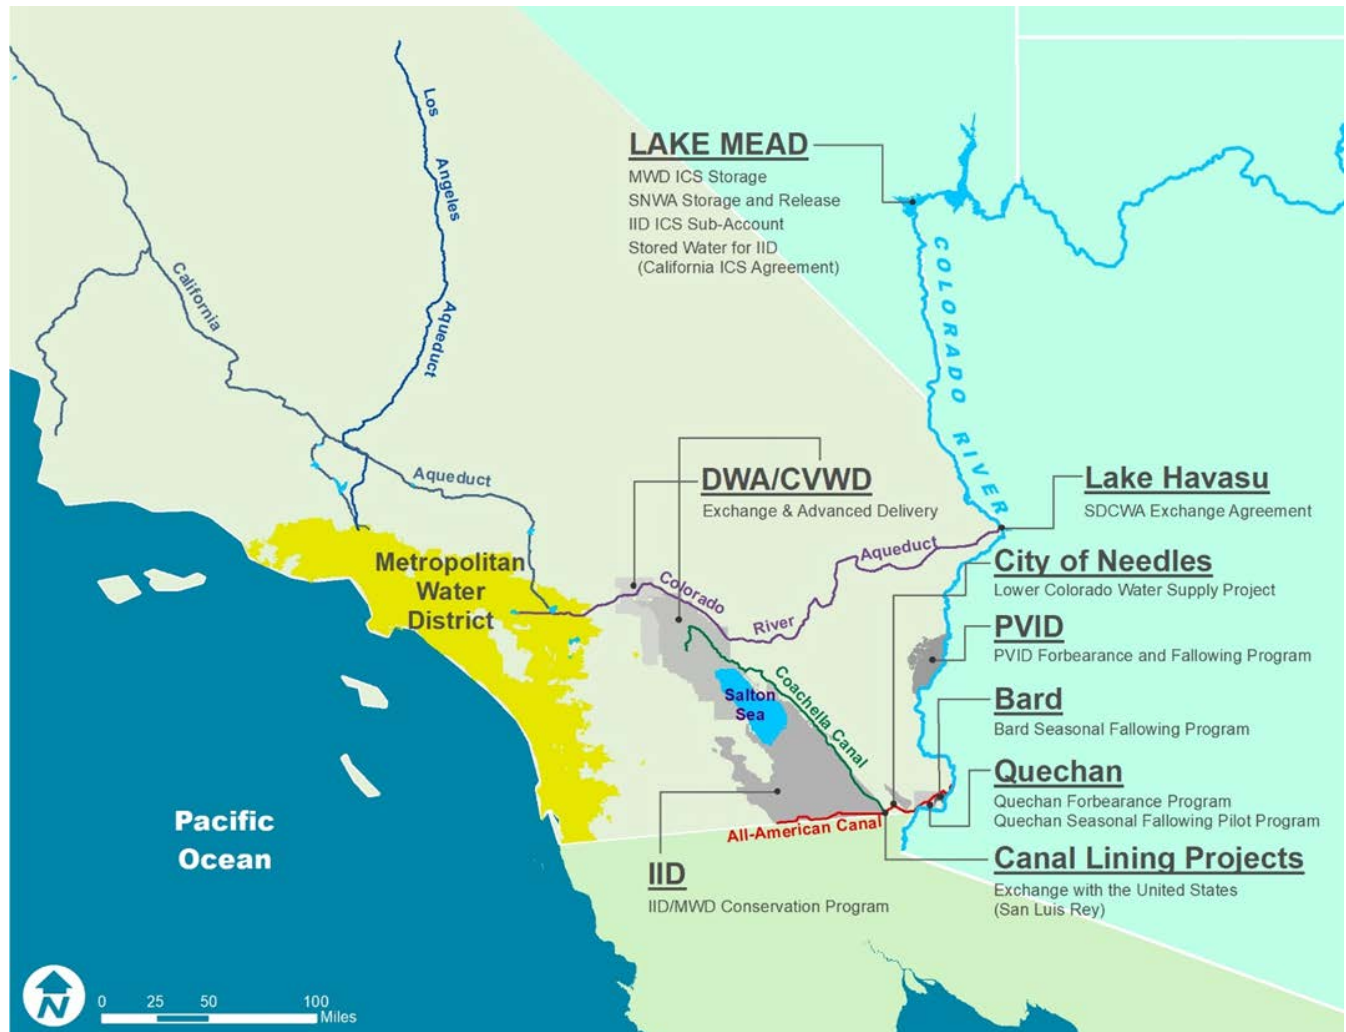 Los
Angeles
Aqueduct
California
Aqueduct
LAKE MEAD
MWD ICS Storage
SNWA Storage and Release
IID ICS Sub-Account
Stored Water for IID
(California ICS Agreement)
COLORADO RIVER
DWA/CVWD
Exchange & Advanced Delivery
Lake Havasu
SDCWA Exchange Agreement
Metropolitan
Water
District
Colorado
River
Aqueduct
City of Needles
Lower Colorado Water Supply Project
PVID
PVID Forbearance and Fallowing Program
Salton
Sea
Coachella Canal
Bard
Bard Seasonal Fallowing Program
Quechan
Quechan Forbearance Program
Quechan Seasonal Fallowing Pilot Program
All-American Canal
Pacific
Ocean
IID
IID/MWD Conservation Program
Canal Lining Projects
Exchange with the United States
(San Luis Rey)
N
0 25 50 100
Miles